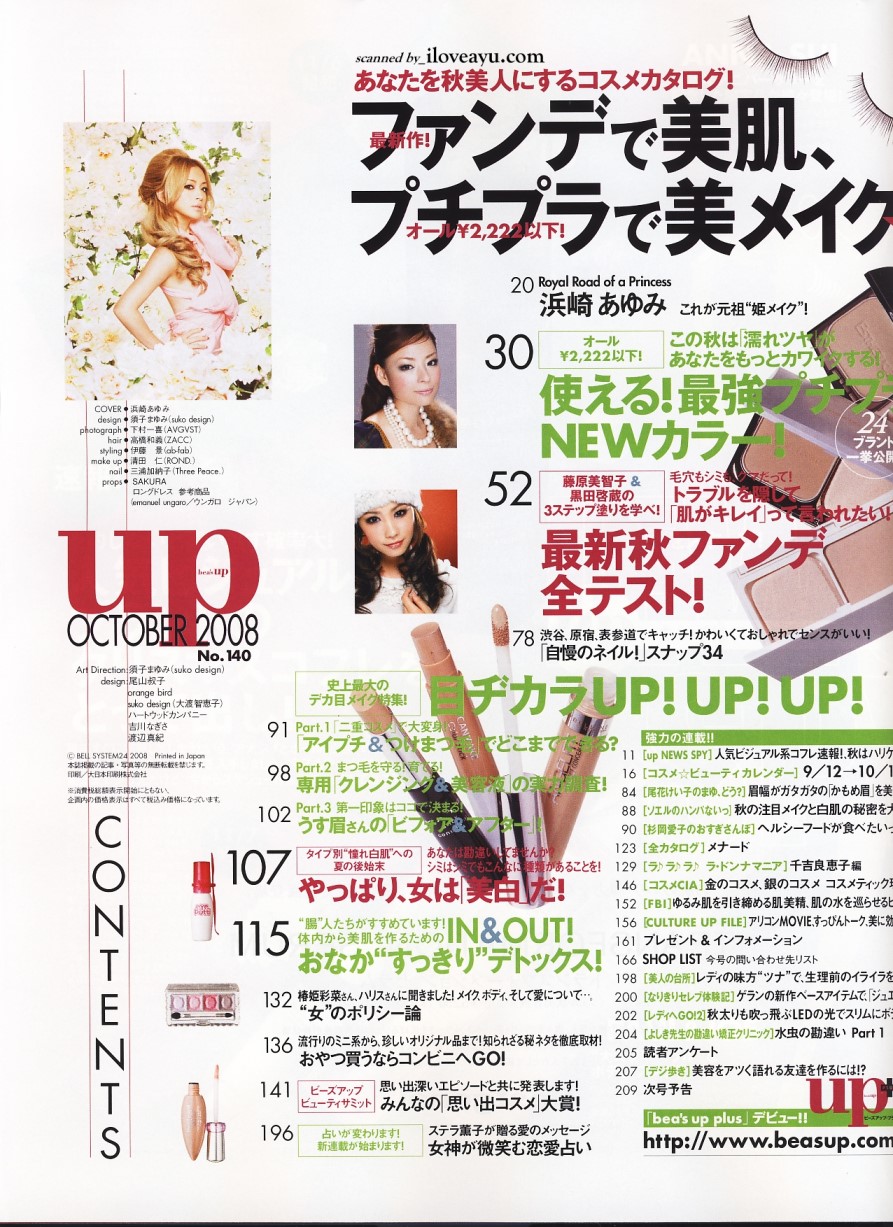 scanned by_iloveayu.com
あなたを秋美人にするコスメカタログ!
最新作!
ファンデで美肌、
オール¥2,222以下!
プチプラで美メイク
20 Royal Road of a Princess
浜崎 あゆみ これが元祖“姫メイク”!
30 オール ¥2,222以下!
この秋は「濡れツヤ」が
あなたをもっとカワイクする!
使える!最強プチプラ
NEWカラー!
24
ブランド
一挙公開
52 藤原美智子 &
黒田啓蔵の
3ステップ塗りを学べ!
毛穴もシミもクマだって!
トラブルを隠して
「肌がキレイ」って言われたい!
最新秋ファンデ
全テスト!
78 渋谷、原宿、表参道でキャッチ!かわいくておしゃれでセンスがいい!
「自慢のネイル!」スナップ34
史上最大の
デカ目メイク特集!
目ヂカラUP! UP! UP!
91 Part.1「二重コスメ」で大変身!
「アイプチ&つけまつ毛」でどこまでできる?
98 Part.2 まつ毛を守る!育てる!
専用「クレンジング&美容液」の実力調査!
102 Part.3 第一印象はココで決まる!
うす眉さんの「ビフォア&アフター」!
107 タイプ別“憧れ白肌”への
夏の後始末
あなたは勘違いしてませんか?
シミはシミでもこんなに種類があることを!
やっぱり、女は「美白」だ!
115 “腸”人たちがすすめています!
体内から美肌を作るための IN&OUT!
おなか“すっきり”デトックス!
132 椿姫彩菜さん、ハリスさんに聞きました!メイク、ボディ、そして愛について…。
“女”のポリシー論
136 流行りのミニ系から、珍しいオリジナル品まで!知られざる秘ネタを徹底取材!
おやつ買うならコンビニへGO!
141 ビーズアップ
ビューティサミット
思い出深いエピソードと共に発表します!
みんなの「思い出コスメ」大賞!
196 占いが変わります!
新連載が始まります!
ステラ薫子が贈る愛のメッセージ
女神が微笑む恋愛占い
COVER●浜崎あゆみ
design●須子まゆみ(suko design)
photograph●下村一喜(AVGVST)
hair●高橋和義(ZACC)
styling●伊藤 景(ab-fab)
make up●清田 仁(ROND.)
nail●三浦加納子(Three Peace.)
props●SAKURA
ロングドレス 参考商品
(emanuel ungaro/ウンガロ ジャパン)
up
bea's up
OCTOBER 2008
No.140
Art Direction:須子まゆみ(suko design)
design:尾山叔子
orange bird
suko design(大渡智恵子)
ハートウッドカンパニー
吉川なぎさ
渡辺真紀
© BELL SYSTEM24 2008 Printed in Japan
本誌掲載の記事・写真等の無断転載を禁じます。
印刷/大日本印刷株式会社
※消費税総額表示開始にともない、
企画内の価格表示はすべて税込み価格になっています。
CONTENTS
強力の連載!!
11 [up NEWS SPY] 人気ビジュアル系コフレ速報!、秋はハリケ
16 [コスメ☆ビューティカレンダー] 9/12→10/1
84 [尾花けい子のまゆ、どう?] 眉幅がガタガタの「かもめ眉」を美
88 [ソエルのハンパないっ] 秋の注目メイクと白肌の秘密を大
90 [杉岡愛子のおすぎさんぽ] ヘルシーフードが食べたいっ
123 [全カタログ] メナード
129 [ラ♪ラ♪ラ♪ ラ・ドンナマニア] 千吉良恵子 編
146 [コスメCIA] 金のコスメ、銀のコスメ コスメティック現
152 [FBI] ゆるみ肌を引き締める肌美精、肌の水を巡らせるビ
156 [CULTURE UP FILE] アリコンMOVIE、すっぴんトーク、美に効
161 プレゼント & インフォメーション
166 SHOP LIST 今号の問い合わせ先リスト
198 [美人の台所] レディの味方“ツナ”で、生理前のイライラを
200 [なりきりセレブ体験記] ゲランの新作ベースアイテムで、「ジュエ
202 [レディへGO!2] 秋太りも吹っ飛ぶLEDの光でスリムにボデ
204 [よしき先生の勘違い矯正クリニック] 水虫の勘違い Part 1
205 読者アンケート
207 [デジ歩き] 美容をアツく語れる友達を作るには!?
209 次号予告
up+
「bea's up plus」デビュー!!
http://www.beasup.com